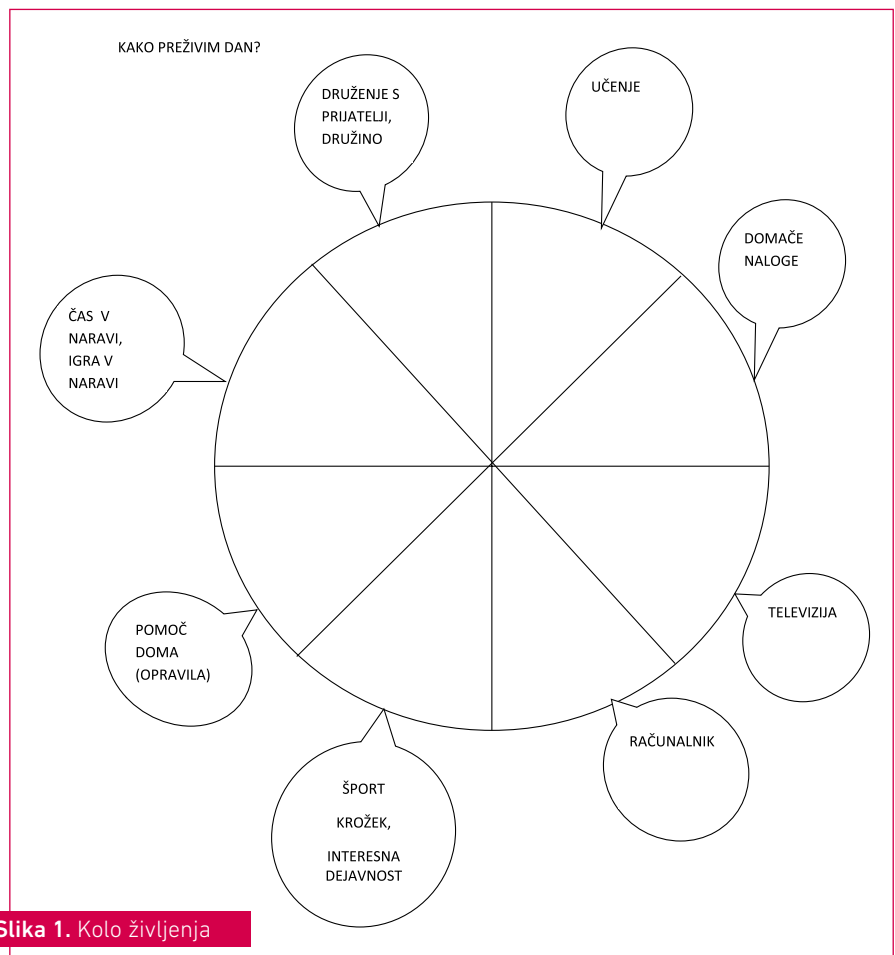 KAKO PREŽIVIM DAN?
DRUŽENJE S
PRIJATELJI,
DRUŽINO
UČENJE
DOMAČE
NALOGE
ČAS V
NARAVI,
IGRA V
NARAVI
TELEVIZIJA
POMOČ
DOMA
(OPRAVILA)
RAČUNALNIK
ŠPORT
KROŽEK,
INTERESNA
DEJAVNOST
Slika 1. Kolo življenja